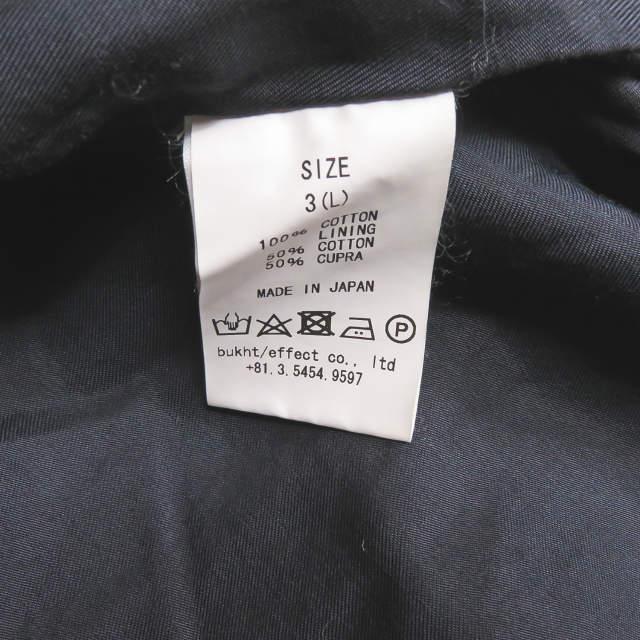 SIZE
3(L)
100% COTTON
LINING
50% COTTON
50% CUPRA
MADE IN JAPAN
P
bukht/effect co., ltd
+81.3.5454.9597